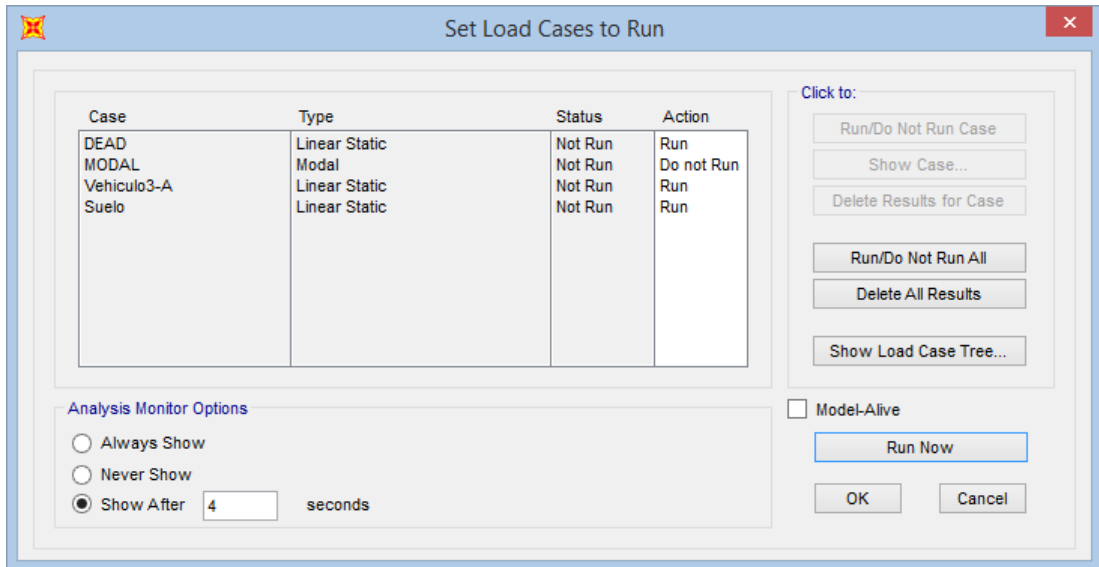 Set Load Cases to Run
Click to:
Case Type Status Action
DEAD Linear Static Not Run Run
MODAL Modal Not Run Do not Run
Vehiculo3-A Linear Static Not Run Run
Suelo Linear Static Not Run Run
Run/Do Not Run Case
Show Case...
Delete Results for Case
Run/Do Not Run All
Delete All Results
Show Load Case Tree...
Analysis Monitor Options
Always Show
Never Show
Show After 4 seconds
Model-Alive
Run Now
OK Cancel